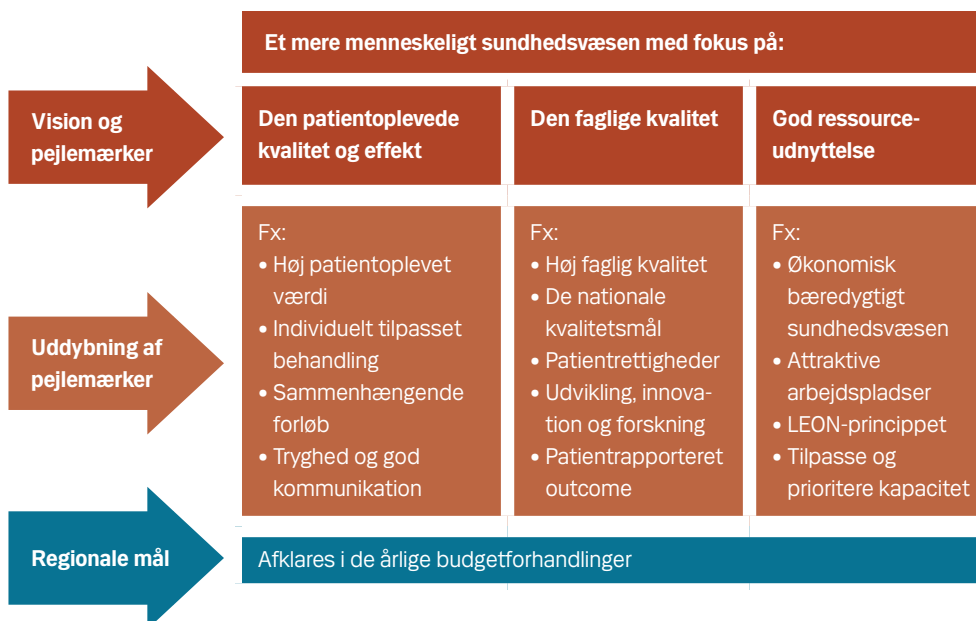 Et mere menneskeligt sundhedsvæsen med fokus på:
Vision og
pejlemærker
Den patientoplevede
kvalitet og effekt
Den faglige kvalitet
God ressource-
udnyttelse
Uddybning af
pejlemærker
Fx:
• Høj patientoplevet
værdi
• Individuelt tilpasset
behandling
• Sammenhængende
forløb
• Tryghed og god
kommunikation
Fx:
• Høj faglig kvalitet
• De nationale
kvalitetsmål
• Patientrettigheder
• Udvikling, innova-
tion og forskning
• Patientrapporteret
outcome
Fx:
• Økonomisk
bæredygtigt
sundhedsvæsen
• Attraktive
arbejdspladser
• LEON-princippet
• Tilpasse og
prioritere kapacitet
Regionale mål
Afklares i de årlige budgetforhandlinger